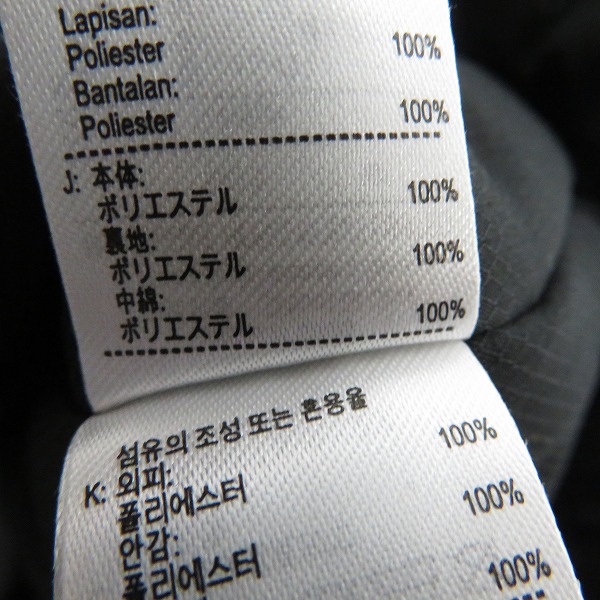 Lapisan:
Poliester 100%
Bantalan:
Poliester 100%
J: 本体:
ポリエステル 100%
裏地:
ポリエステル 100%
中綿:
ポリエステル 100%
섬유의 조성 또는 혼용율
K: 외피: 100%
폴리에스터 100%
안감:
폴리에스터 100%